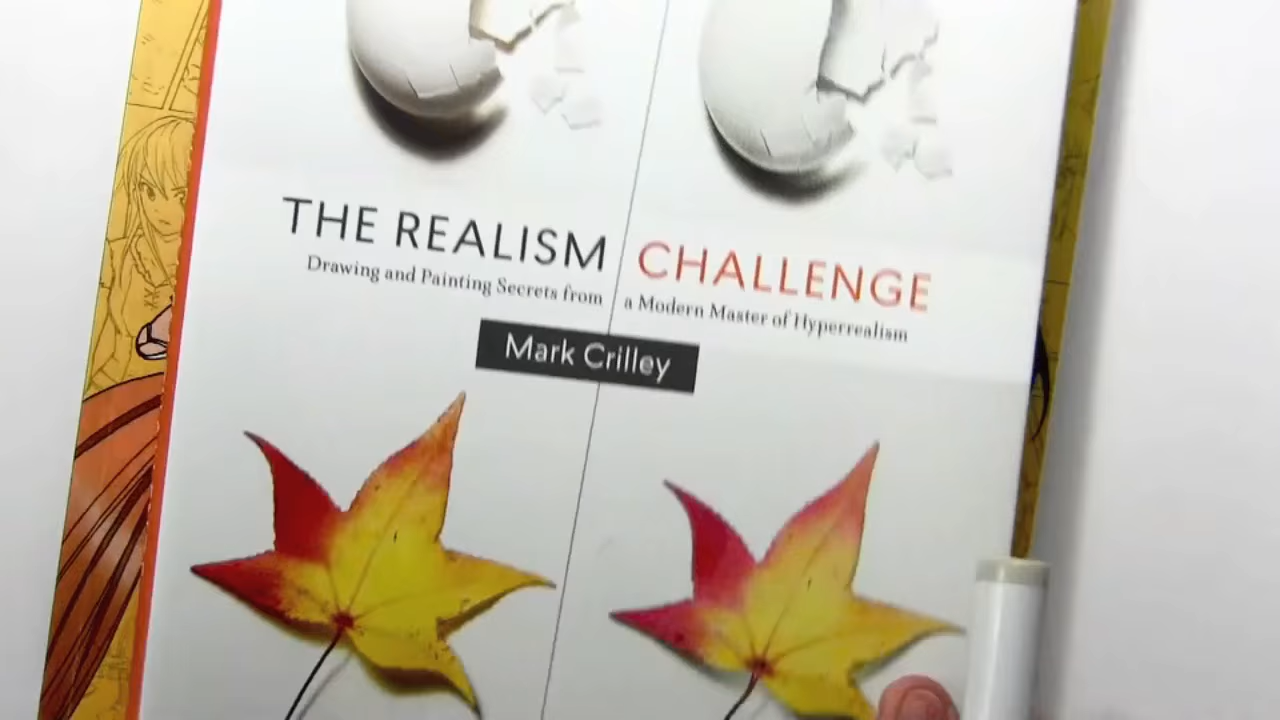 THE REALISM CHALLENGE
Drawing and Painting Secrets from a Modern Master of Hyperrealism
Mark Crilley